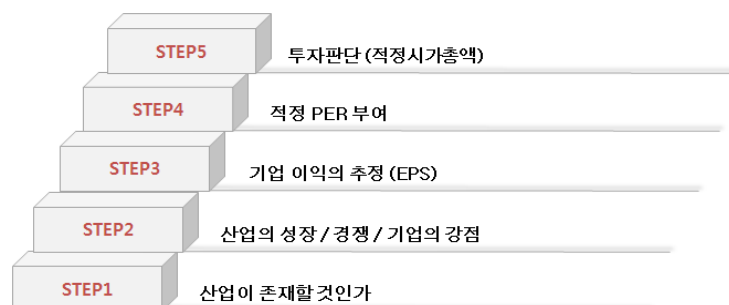 STEP5 투자판단 (적정시가총액)
STEP4 적정 PER 부여
STEP3 기업 이익의 추정 (EPS)
STEP2 산업의 성장 / 경쟁 / 기업의 강점
STEP1 산업이 존재할것인가